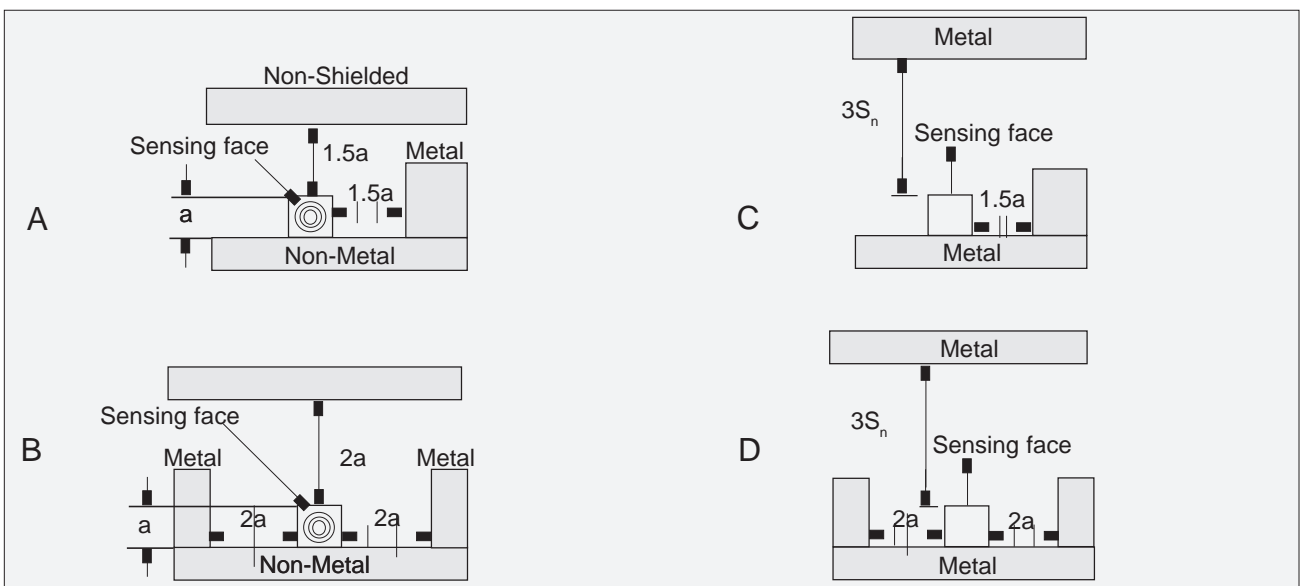 Non-Shielded
Sensing face
1.5a
Metal
1.5a
a
A
Non-Metal
Metal
3Sₙ
Sensing face
1.5a
C
Metal
Sensing face
B
Metal
2a
Metal
a
2a
2a
Non-Metal
Metal
3Sₙ
D
Sensing face
2a
2a
Metal